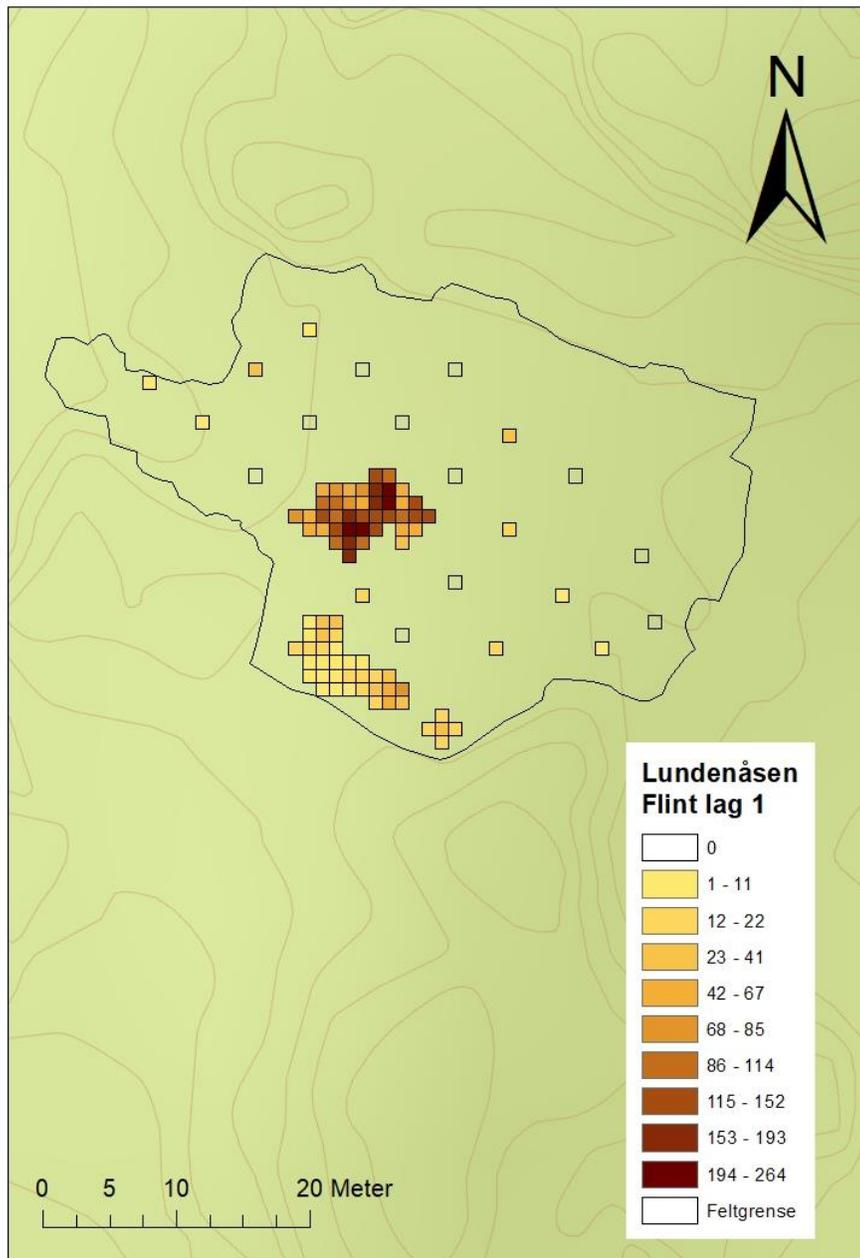 N
Lundenåsen
Flint lag 1
0
1 - 11
12 - 22
23 - 41
42 - 67
68 - 85
86 - 114
115 - 152
153 - 193
194 - 264
Feltgrense
0 5 10 20 Meter